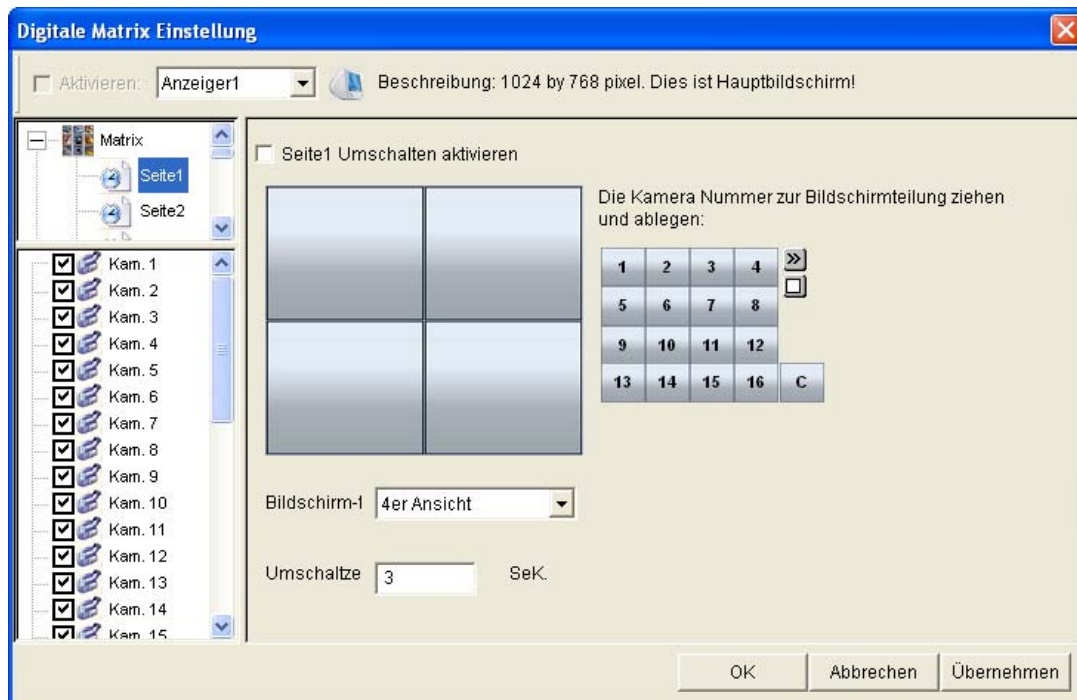 Digitale Matrix Einstellung
Aktivieren: Anzeiger1 Beschreibung: 1024 by 768 pixel. Dies ist Hauptbildschirm!
Matrix
Seite1
Seite2
Kam. 1
Kam. 2
Kam. 3
Kam. 4
Kam. 5
Kam. 6
Kam. 7
Kam. 8
Kam. 9
Kam. 10
Kam. 11
Kam. 12
Kam. 13
Kam. 14
Kam. 15
Seite1 Umschalten aktivieren
Die Kamera Nummer zur Bildschirmteilung ziehen
und ablegen:
1 2 3 4
5 6 7 8
9 10 11 12
13 14 15 16 C
Bildschirm-1 4er Ansicht
Umschaltze 3 SeK.
OK Abbrechen Übernehmen